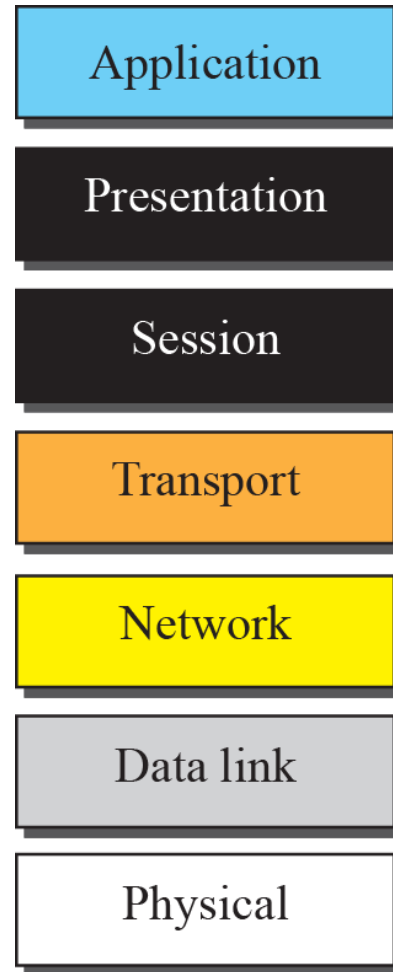 Application
Presentation
Session
Transport
Network
Data link
Physical